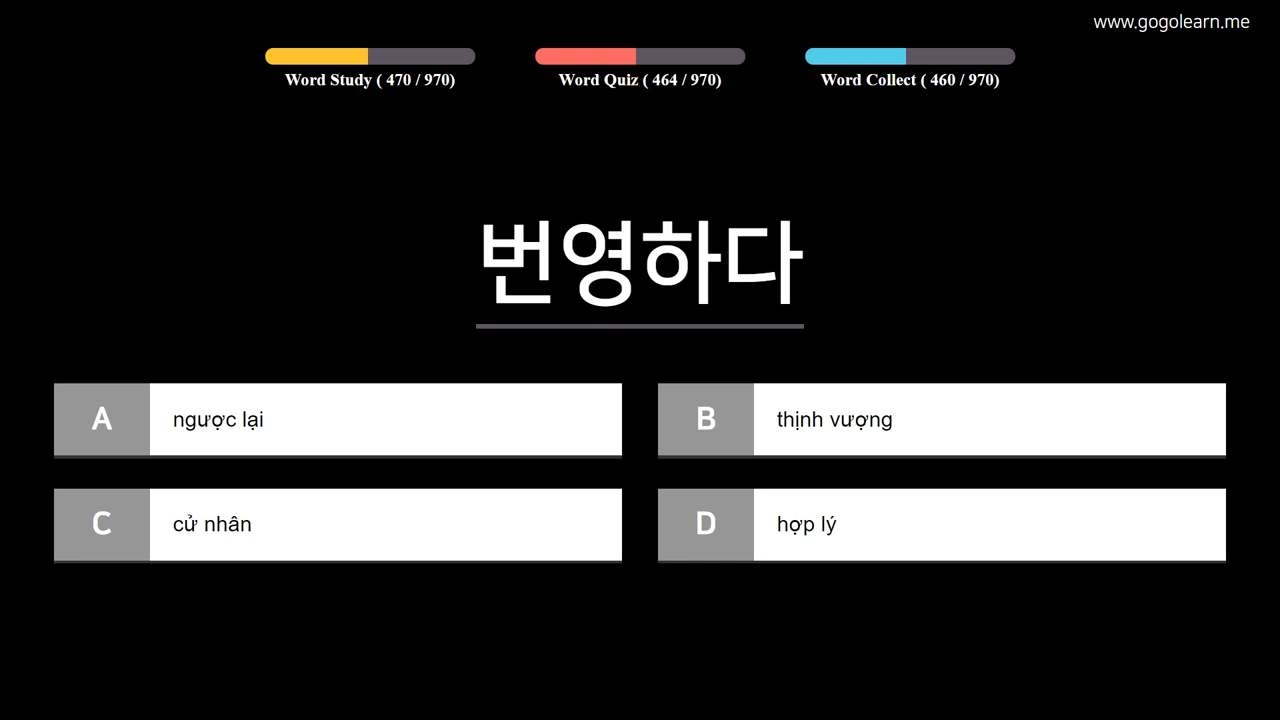 www.gogolearn.me
Word Study ( 470 / 970)
Word Quiz ( 464 / 970)
Word Collect ( 460 / 970)
번영하다
A ngược lại
B thịnh vượng
C cử nhân
D hợp lý